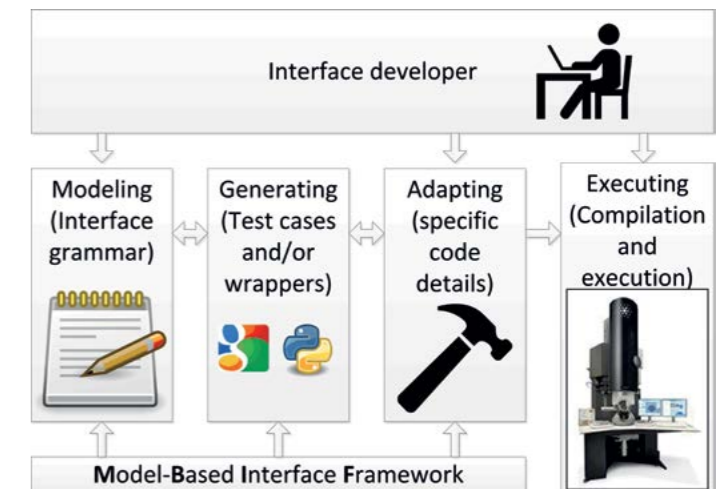 Interface developer
Modeling
(Interface
grammar)
Generating
(Test cases
and/or
wrappers)
Adapting
(specific
code
details)
Executing
(Compilation
and
execution)
Model-Based Interface Framework